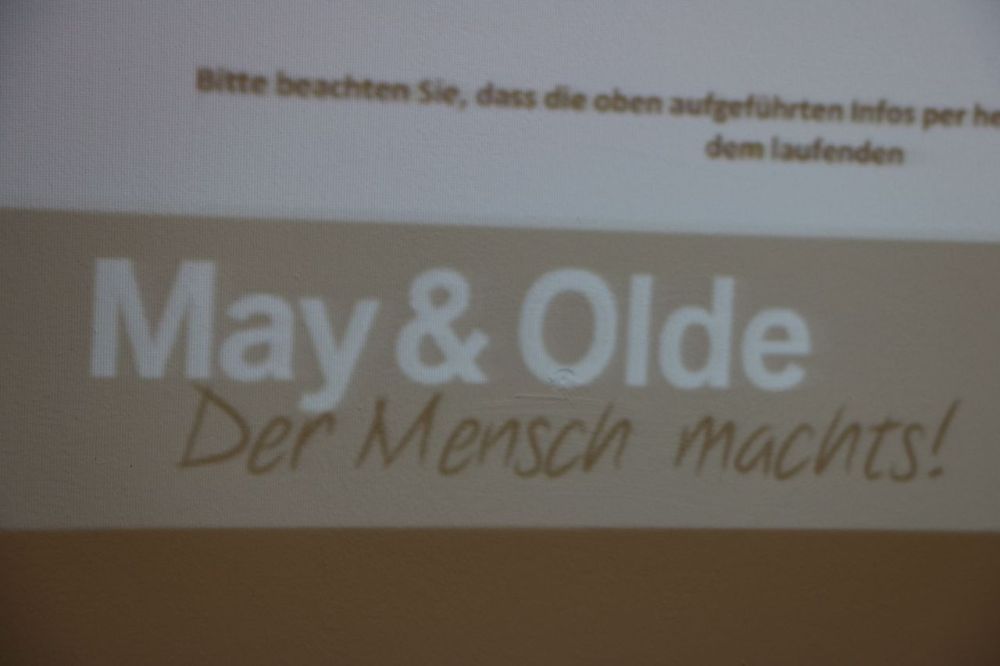 Bitte beachten Sie, dass die oben aufgeführten Infos per
dem laufenden
May & Olde
Der Mensch machts!